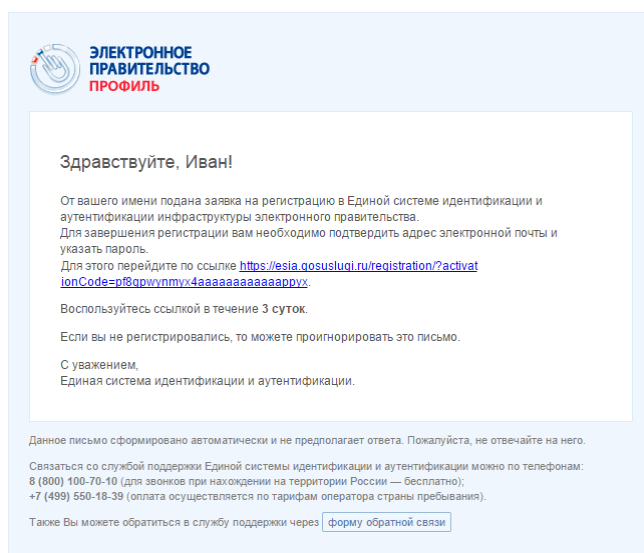 ЭЛЕКТРОННОЕ
ПРАВИТЕЛЬСТВО
ПРОФИЛЬ
Здравствуйте, Иван!
От вашего имени подана заявка на регистрацию в Единой системе идентификации и
аутентификации инфраструктуры электронного правительства.
Для завершения регистрации вам необходимо подтвердить адрес электронной почты и
указать пароль.
Для этого перейдите по ссылке https://esia.gosuslugi.ru/registration/?activat
ionCode=pf8gpwynmyx4aaaaaaaaaaaappyx.
Воспользуйтесь ссылкой в течение 3 суток.
Если вы не регистрировались, то можете проигнорировать это письмо.
С уважением,
Единая система идентификации и аутентификации.
Данное письмо сформировано автоматически и не предполагает ответа. Пожалуйста, не отвечайте на него.
Связаться со службой поддержки Единой системы идентификации и аутентификации можно по телефонам:
8 (800) 100-70-10 (для звонков при нахождении на территории России — бесплатно);
+7 (499) 550-18-39 (оплата осуществляется по тарифам оператора страны пребывания).
Также Вы можете обратиться в службу поддержки через форму обратной связи